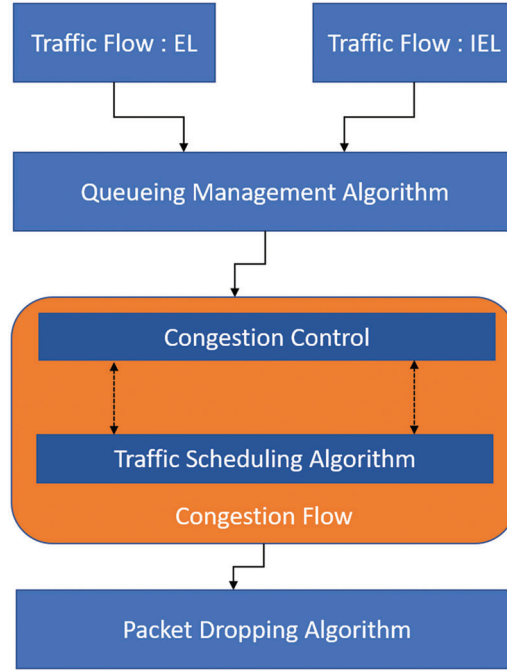 Traffic Flow : EL
Traffic Flow : IEL
Queueing Management Algorithm
Congestion Control
Traffic Scheduling Algorithm
Congestion Flow
Packet Dropping Algorithm